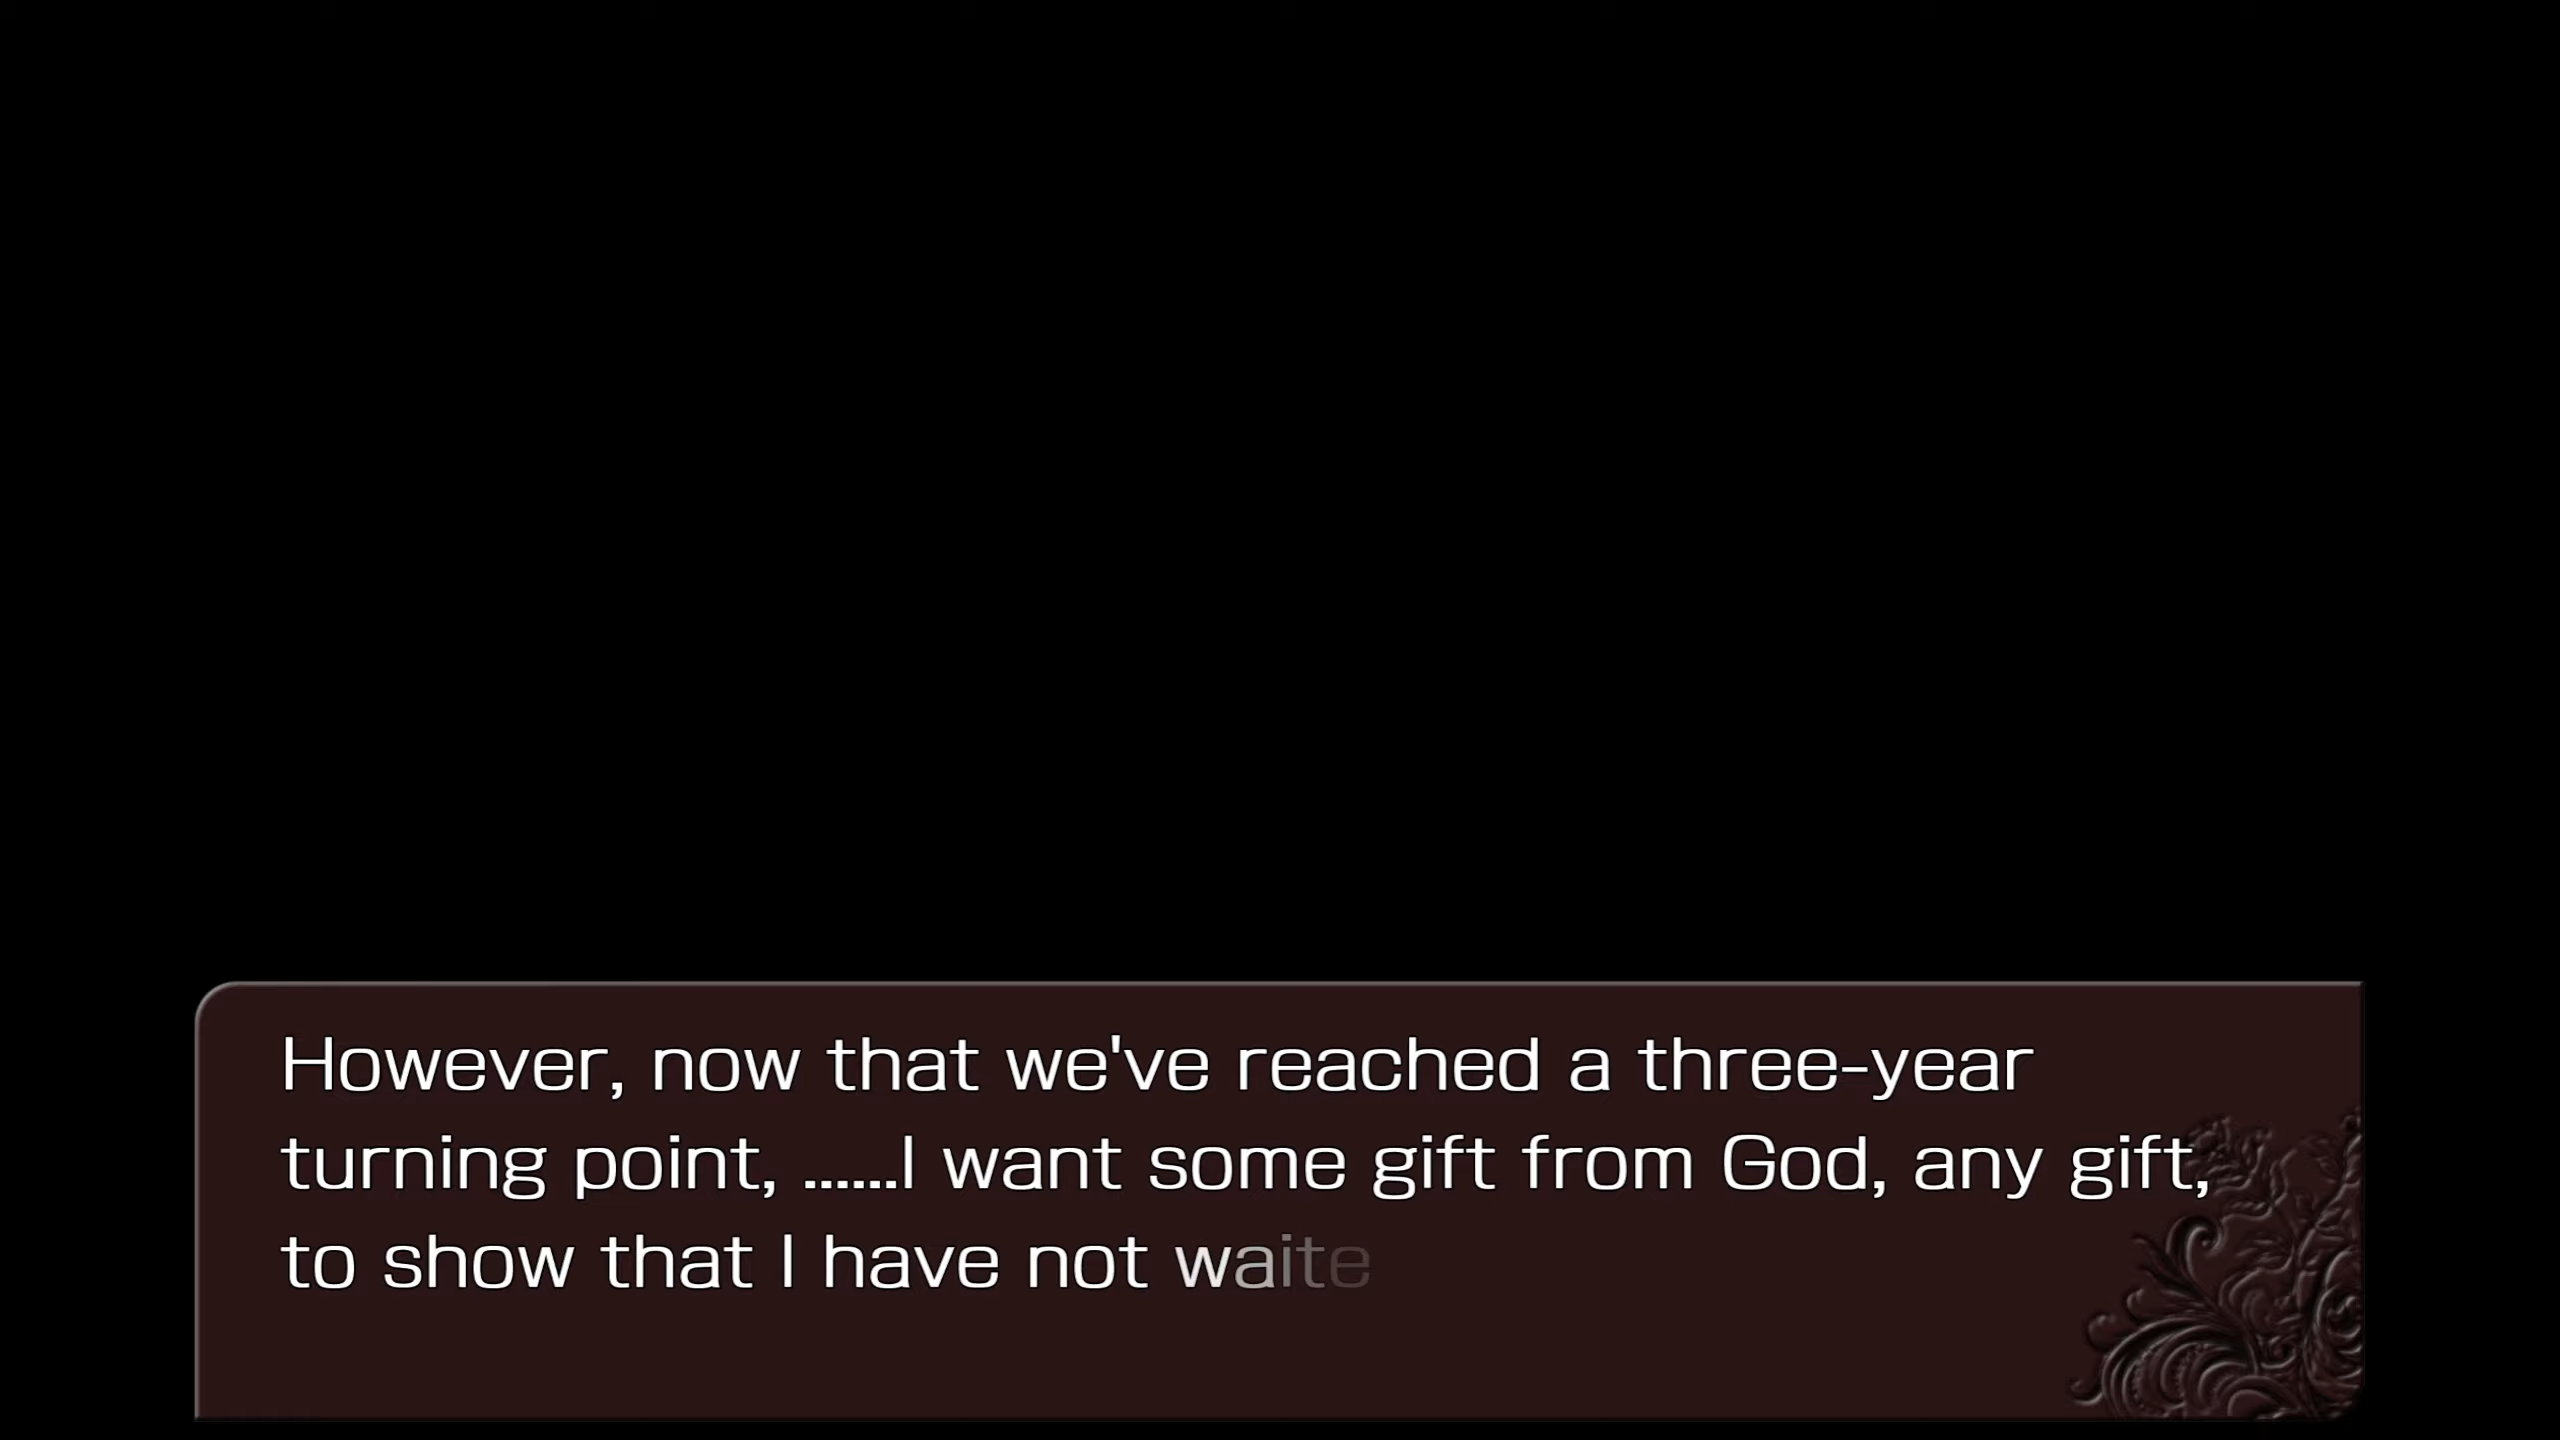 However, now that we've reached a three-year
turning point, ......I want some gift from God, any gift,
to show that I have not waite